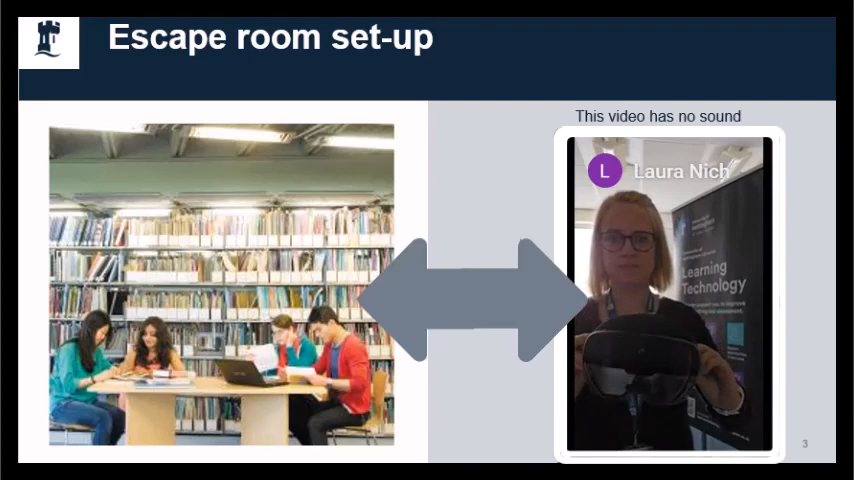 Escape room set-up
This video has no sound
L
Laura Nich
Learning
Technology
3